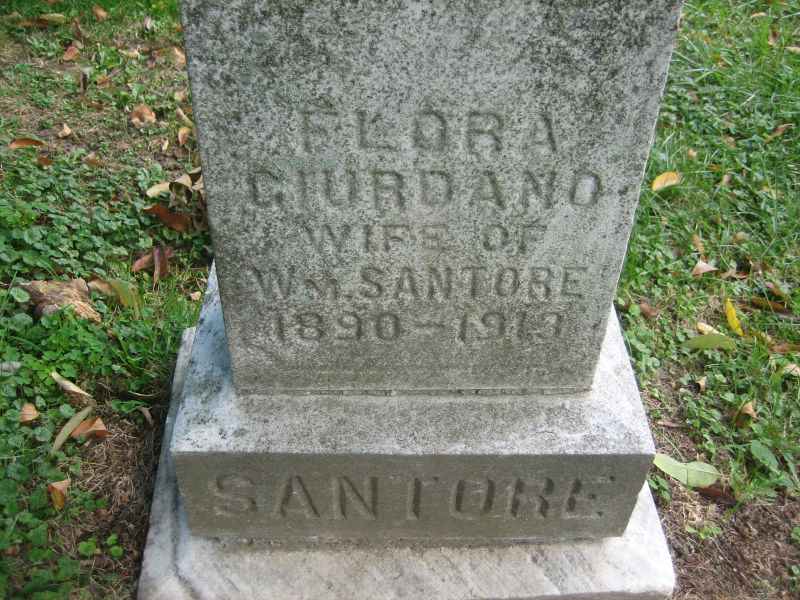 FLORA
GIURDANO
WIFE OF
WM. SANTORE
1890-1913
SANTORE